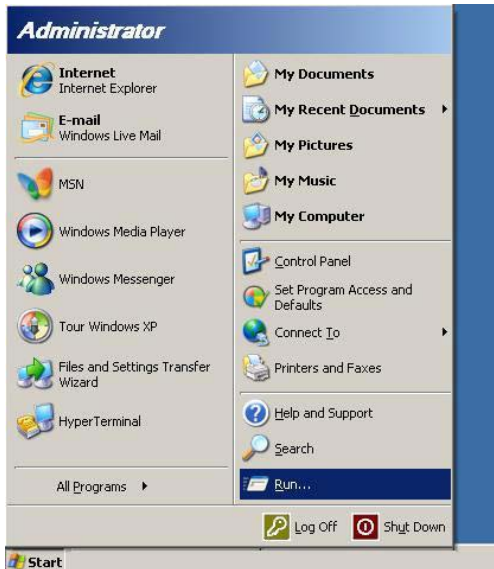 Administrator
Internet
Internet Explorer
E-mail
Windows Live Mail
MSN
Windows Media Player
Windows Messenger
Tour Windows XP
Files and Settings Transfer
Wizard
HyperTerminal
All Programs
My Documents
My Recent Documents
My Pictures
My Music
My Computer
Control Panel
Set Program Access and
Defaults
Connect To
Printers and Faxes
Help and Support
Search
Run...
Log Off
Shut Down
Start